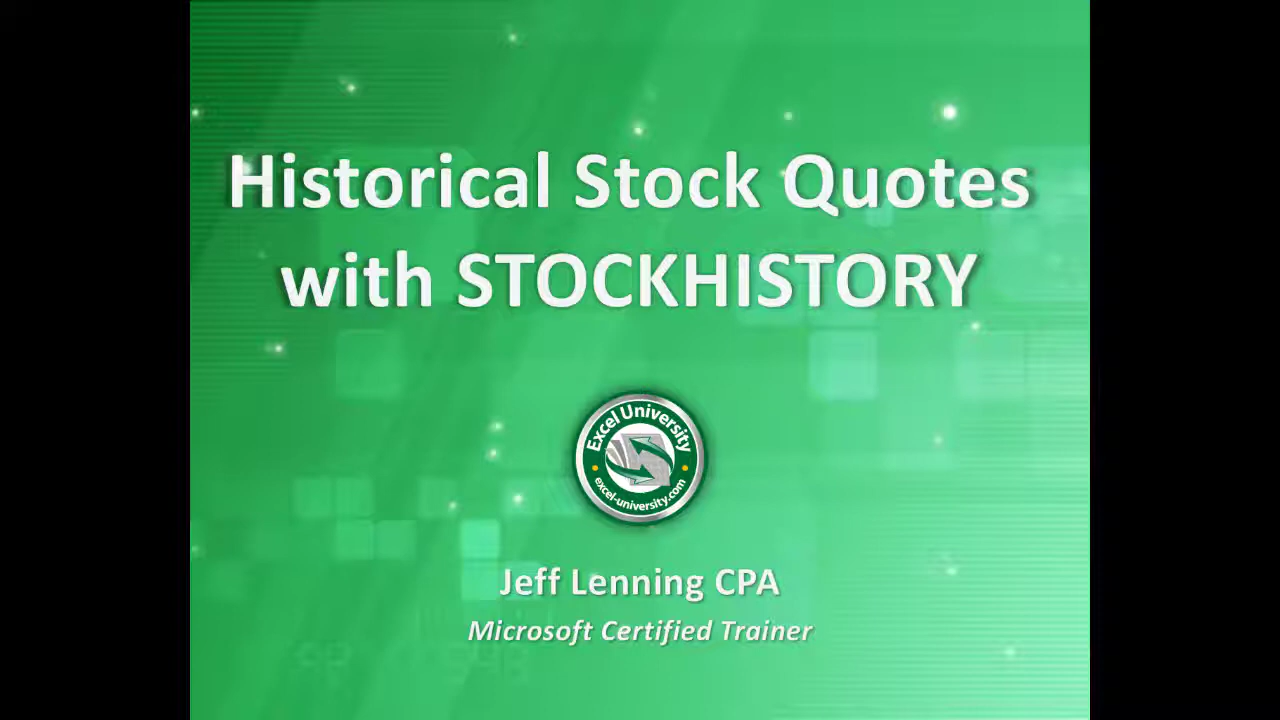 Historical Stock Quotes
with STOCKHISTORY
Excel University
excel-university.com
Jeff Lenning CPA
Microsoft Certified Trainer